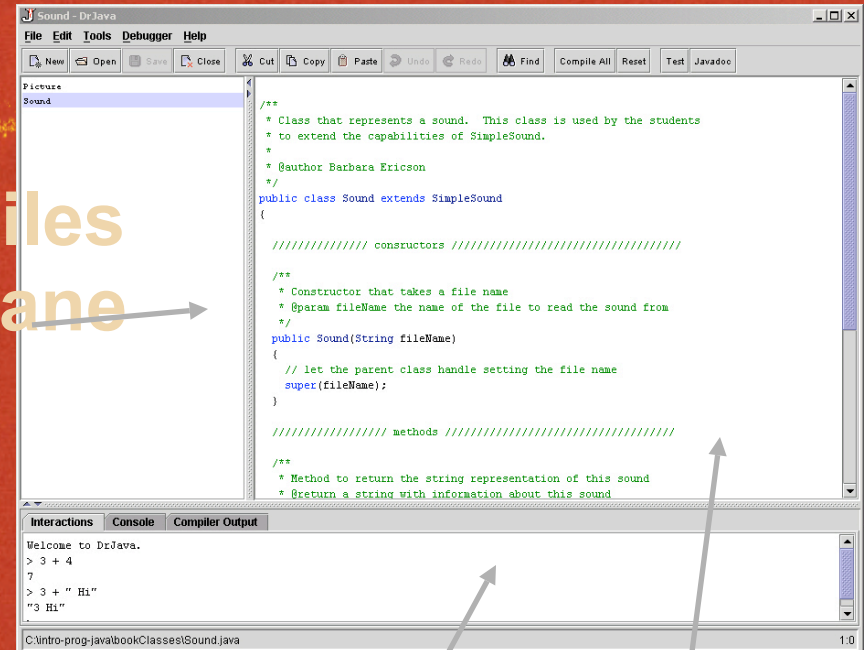 Sound - DrJava
File Edit Tools Debugger Help
New Open Save Close Cut Copy Paste Undo Redo Find Compile All Reset Test Javadoc
Picture
Sound
/**
* Class that represents a sound.  This class is used by the students
* to extend the capabilities of SimpleSound.
*
* @author Barbara Ericson
*/
public class Sound extends SimpleSound
{
/////////////// consructors ////////////////////////////////////
/**
* Constructor that takes a file name
* @param fileName the name of the file to read the sound from
*/
public Sound(String fileName)
{
// let the parent class handle setting the file name
super(fileName);
}
////////////////// methods ////////////////////////////////////
/**
* Method to return the string representation of this sound
* @return a string with information about this sound
iles
ane
Interactions Console Compiler Output
Welcome to DrJava.
> 3 + 4
7
> 3 + " Hi"
"3 Hi"
C:\intro-prog-java\bookClasses\Sound.java 1:0